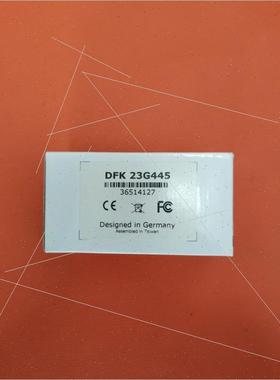 DFK 23G445
36514127
CE FC
Designed in Germany
Assembled in Taiwan